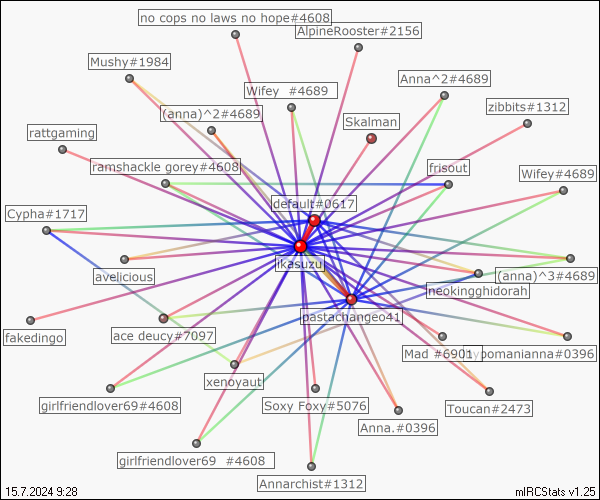 no cops no laws no hope#4608
AlpineRooster#2156
Mushy#1984
Anna^2#4689
Wifey  #4689
zibbits#1312
(anna)^2#4689
Skalman
rattgaming
ramshackle gorey#4608
frisout
Wifey#4689
default#0617
Cypha#1717
ikasuzu
avelicious
(anna)^3#4689
neokingghidorah
pastachangeo41
fakedingo
ace deucy#7097
Mad #6901
ypomanianna#0396
xenoyaut
girlfriendlover69#4608
Soxy Foxy#5076
Toucan#2473
Anna.#0396
girlfriendlover69  #4608
Annarchist#1312
15.7.2024 9:28
mIRCStats v1.25